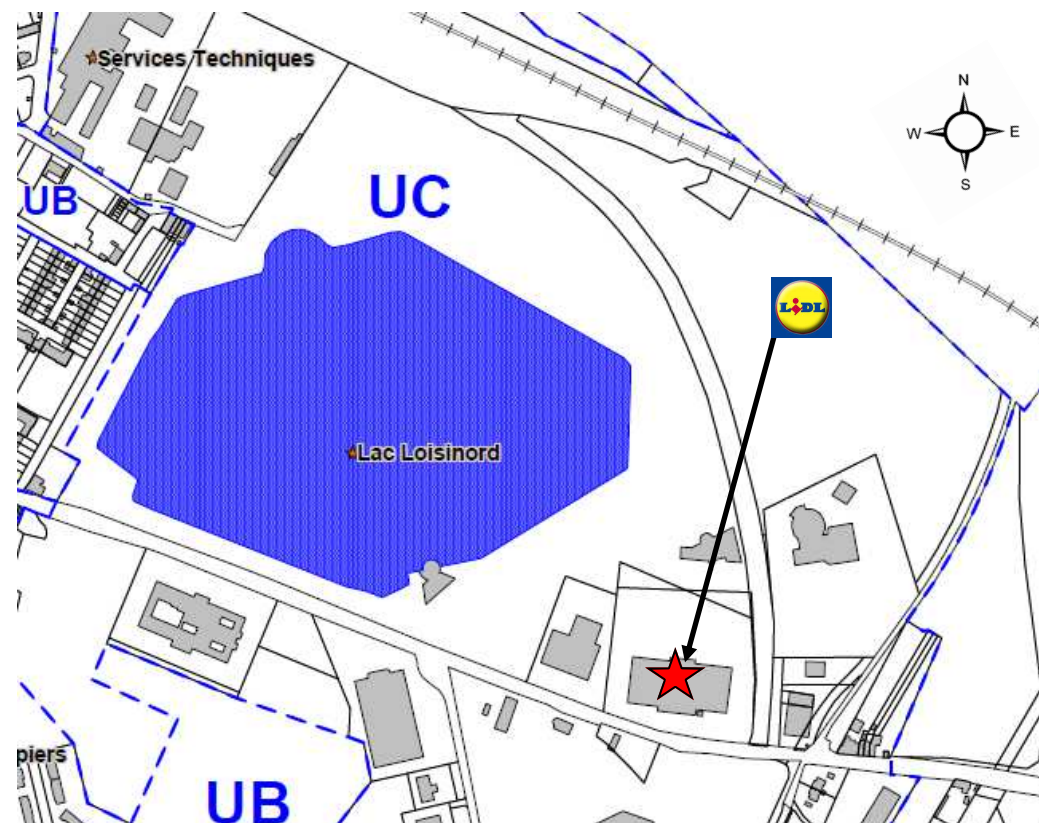 Services Techniques
N
W
E
S
UB
UC
LiDL
Lac Loisinord
piers
UB